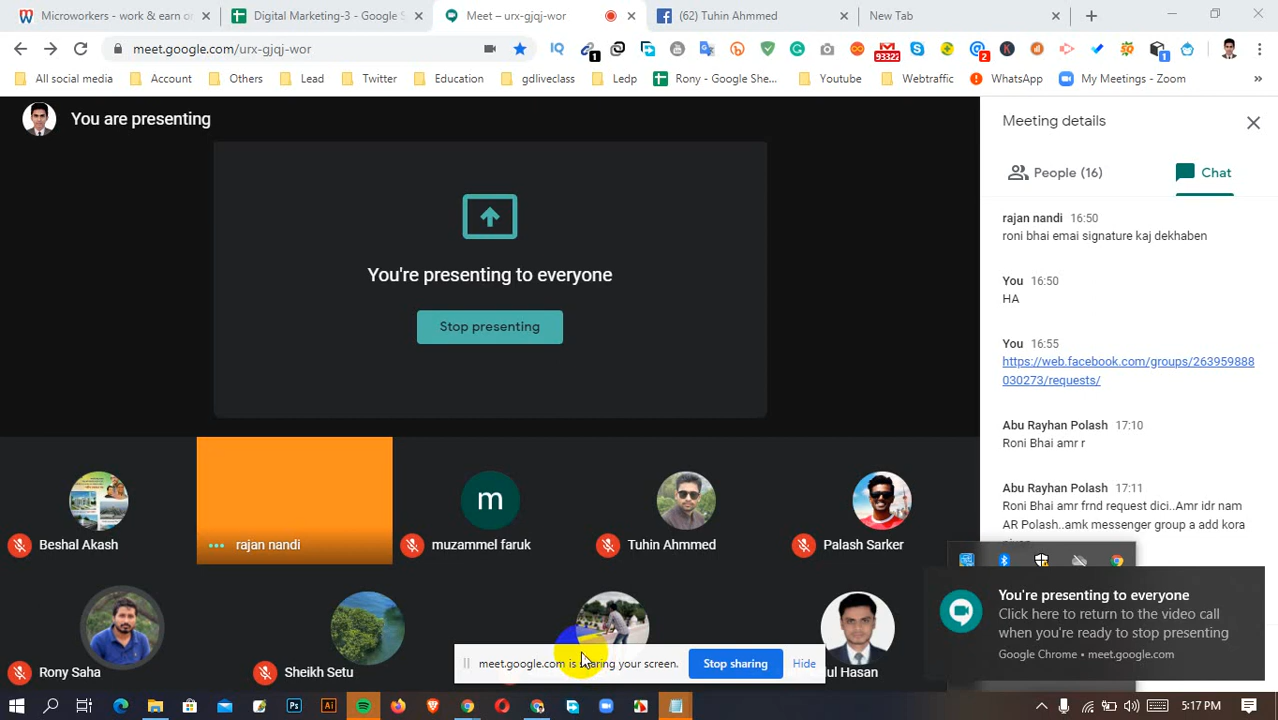 Microworkers - work & earn o
Digital Marketing-3 - Google S
Meet – urx-gjqj-wor
(62) Tuhin Ahmmed
New Tab
meet.google.com/urx-gjqj-wor
1
93322
2
1
All social media
Account
Others
Lead
Twitter
Education
gdliveclass
Ledp
Rony - Google She...
Youtube
Webtraffic
WhatsApp
My Meetings - Zoom
»
You are presenting
You're presenting to everyone
Stop presenting
Meeting details
People (16)
Chat
rajan nandi 16:50
roni bhai emai signature kaj dekhaben
You 16:50
HA
You 16:55
https://web.facebook.com/groups/263959888
030273/requests/
Abu Rayhan Polash 17:10
Roni Bhai amr r
Abu Rayhan Polash 17:11
Roni Bhai amr frnd request dici..Amr idr nam
AR Polash..amk messenger group a add kora
Beshal Akash
rajan nandi
m
muzammel faruk
Tuhin Ahmmed
Palash Sarker
Rony Saha
Sheikh Setu
ul Hasan
meet.google.com is sharing your screen.
Stop sharing
Hide
You're presenting to everyone
Click here to return to the video call
when you're ready to stop presenting
Google Chrome • meet.google.com
Ps
Ai
5:17 PM